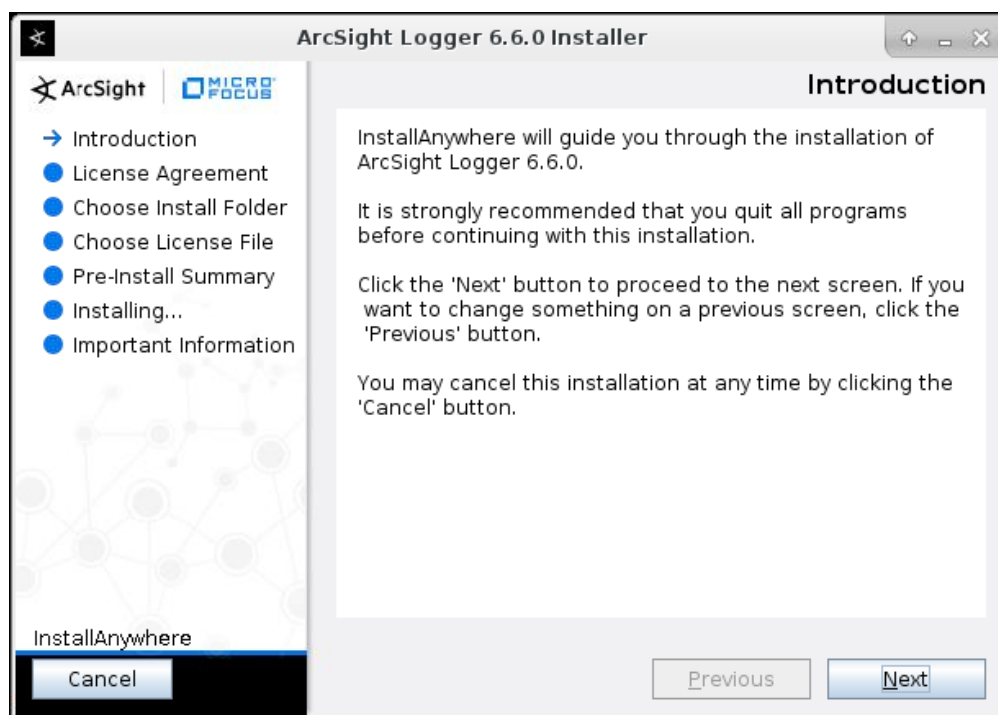 ArcSight Logger 6.6.0 Installer
ArcSight
MICRO
FOCUS
Introduction
Introduction
License Agreement
Choose Install Folder
Choose License File
Pre-Install Summary
Installing...
Important Information
InstallAnywhere will guide you through the installation of
ArcSight Logger 6.6.0.
It is strongly recommended that you quit all programs
before continuing with this installation.
Click the 'Next' button to proceed to the next screen. If you
want to change something on a previous screen, click the
'Previous' button.
You may cancel this installation at any time by clicking the
'Cancel' button.
InstallAnywhere
Cancel
Previous
Next